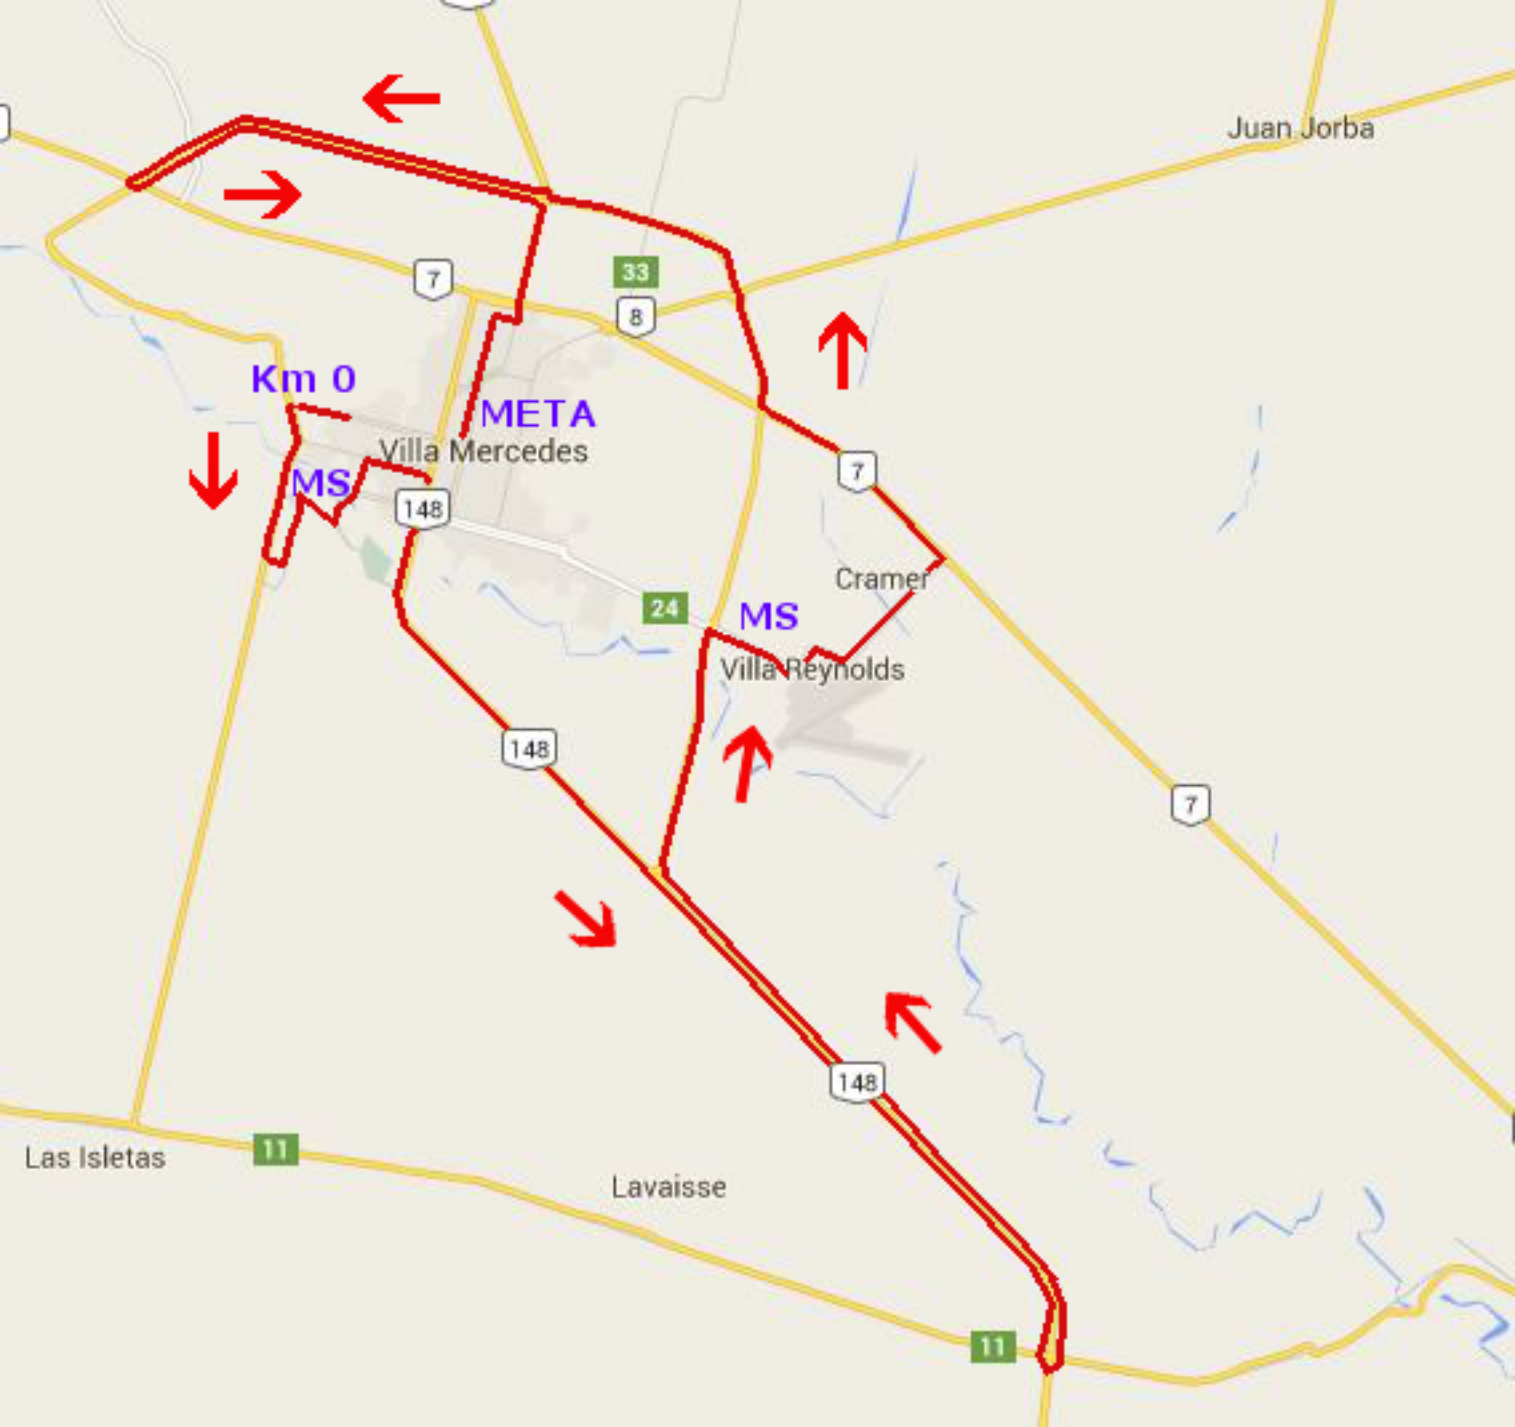 Juan Jorba
33
7
8
Km 0
META
Villa Mercedes
7
MS
148
Cramer
24
MS
Villa Reynolds
148
7
148
11
Las Isletas
Lavaisse
11